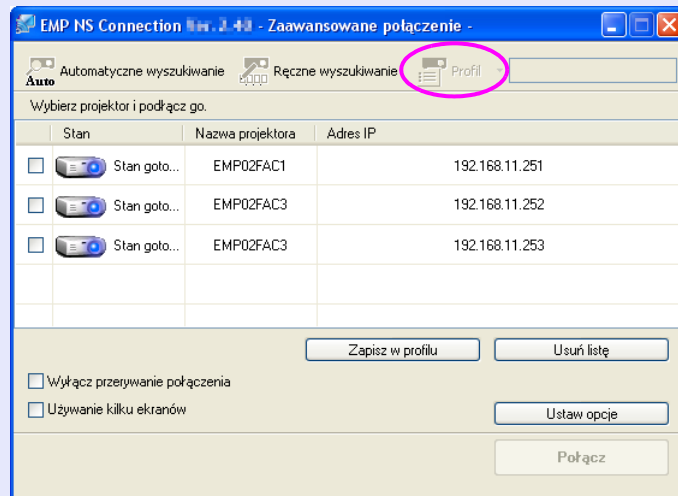 EMP NS Connection - Zaawansowane połączenie -
Auto Automatyczne wyszukiwanie Ręczne wyszukiwanie Profil
Wybierz projektor i podłącz go.
Stan Nazwa projektora Adres IP
Stan goto... EMP02FAC1 192.168.11.251
Stan goto... EMP02FAC3 192.168.11.252
Stan goto... EMP02FAC3 192.168.11.253
Zapisz w profilu Usuń listę
Wyłącz przerywanie połączenia
Używanie kilku ekranów
Ustaw opcje
Połącz